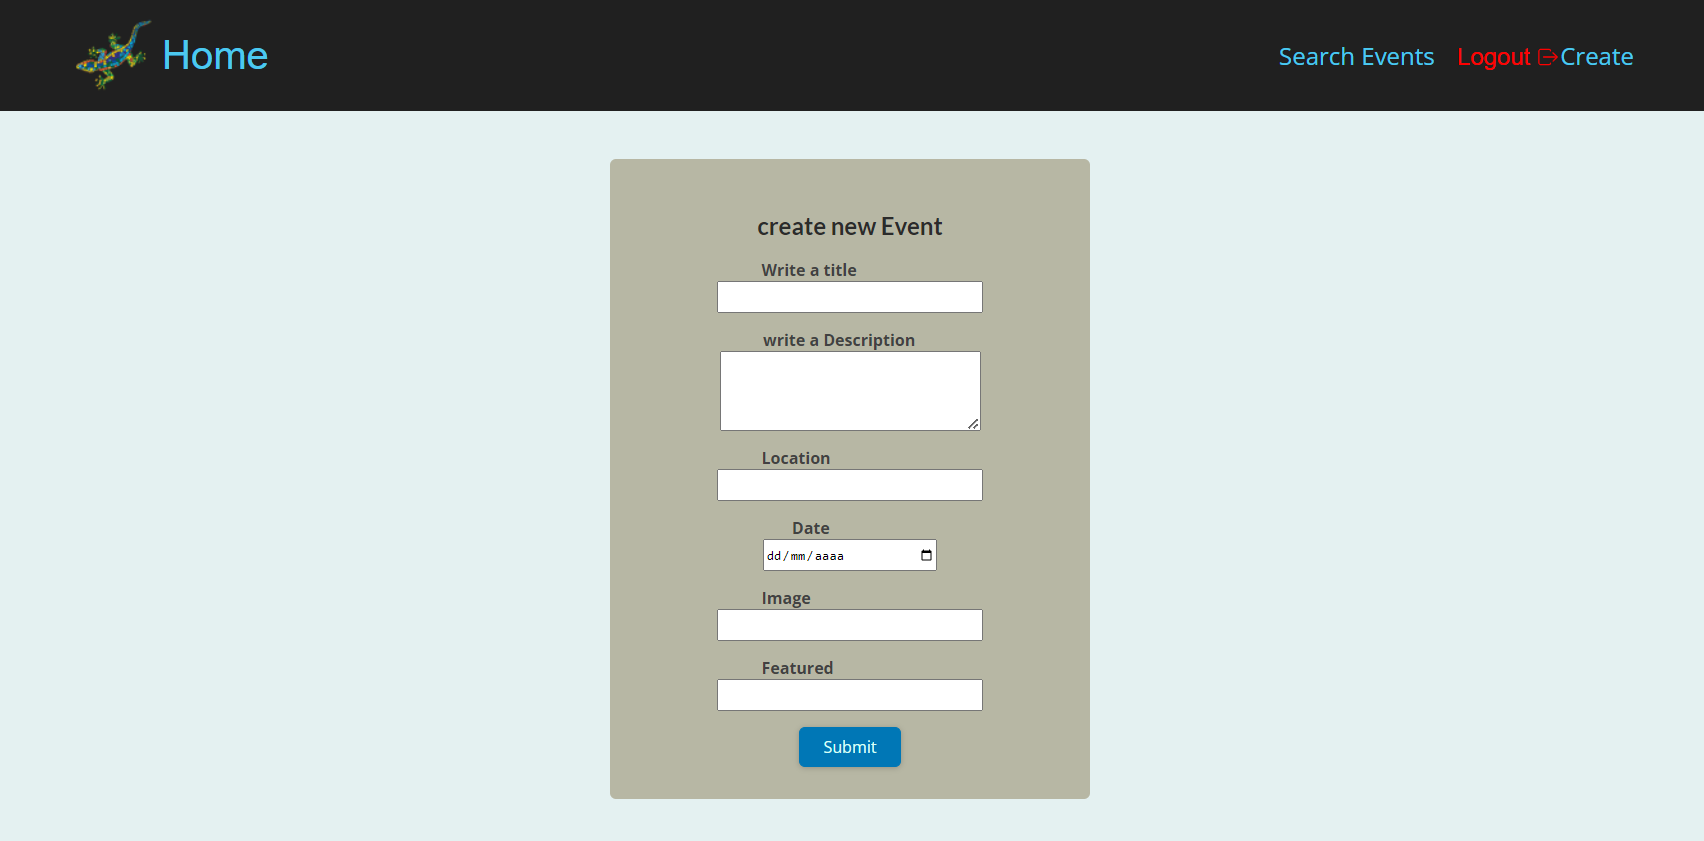 Home
Search Events Logout Create
create new Event
Write a title
write a Description
Location
Date
dd/mm/aaaa
Image
Featured
Submit